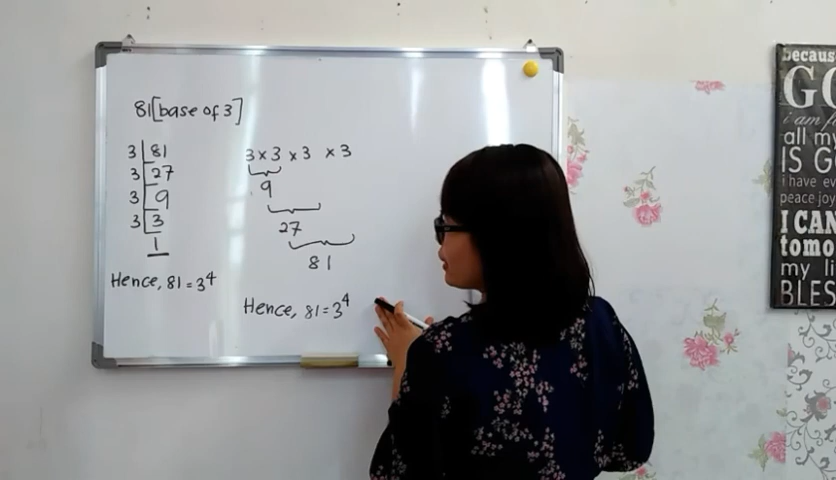 81[base of 3]
3 81
3 27
3 9
3 3
1
Hence, 81 = 3⁴
3 × 3 × 3 × 3
9
27
81
Hence, 81 = 3⁴
becaus
GO
i am f
all my
IS G
i have ev
peace joy
I CAN
tomo
my li
BLES